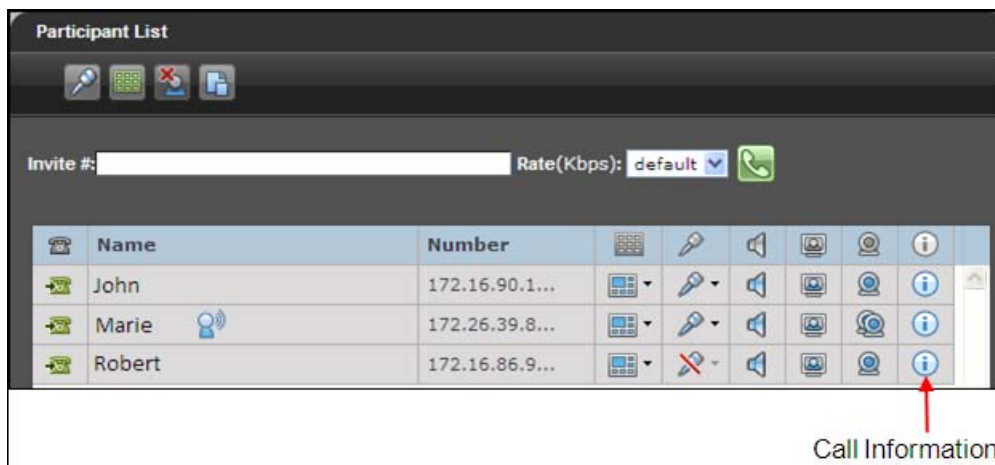 Participant List
Invite #: Rate(Kbps): default
Name Number
John 172.16.90.1...
Marie 172.26.39.8...
Robert 172.16.86.9...
Call Information